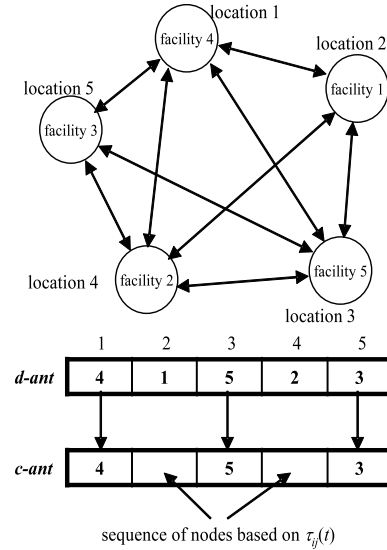 location 1
facility 4
location 2
facility 1
location 5
facility 3
location 4
facility 2
facility 5
location 3
1 2 3 4 5
d-ant 4 1 5 2 3
c-ant 4 5 3
sequence of nodes based on τij(t)